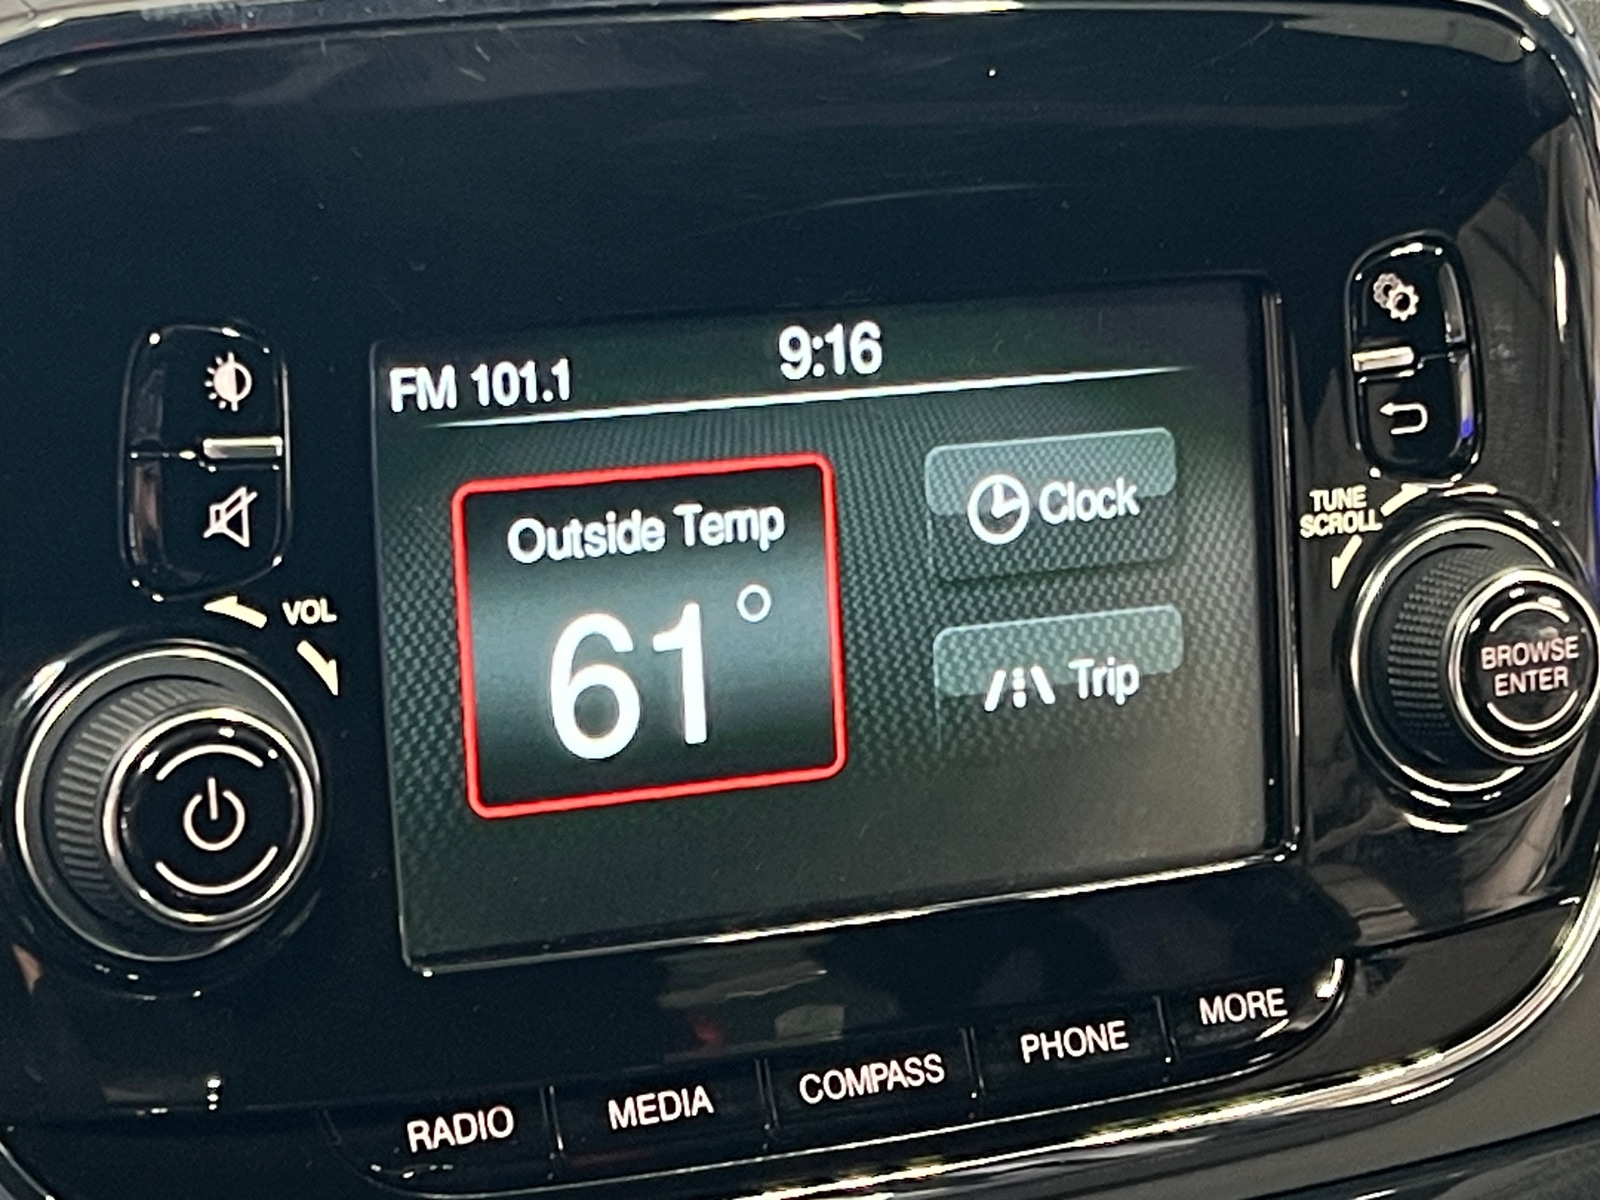 FM 101.1
9:16
Outside Temp
61°
Clock
Trip
VOL
TUNE
SCROLL
BROWSE
ENTER
RADIO
MEDIA
COMPASS
PHONE
MORE